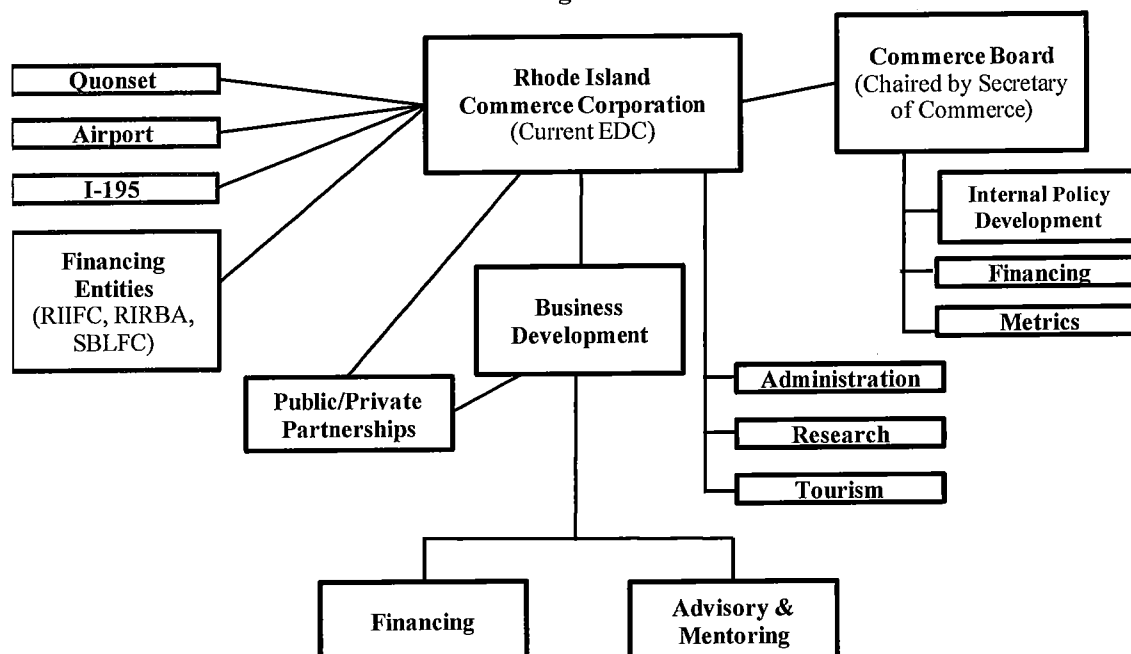 Quonset
Airport
I-195
Financing
Entities
(RIIFC, RIRBA,
SBLFC)
Rhode Island
Commerce Corporation
(Current EDC)
Commerce Board
(Chaired by Secretary
of Commerce)
Internal Policy
Development
Financing
Metrics
Business
Development
Public/Private
Partnerships
Administration
Research
Tourism
Financing
Advisory &
Mentoring